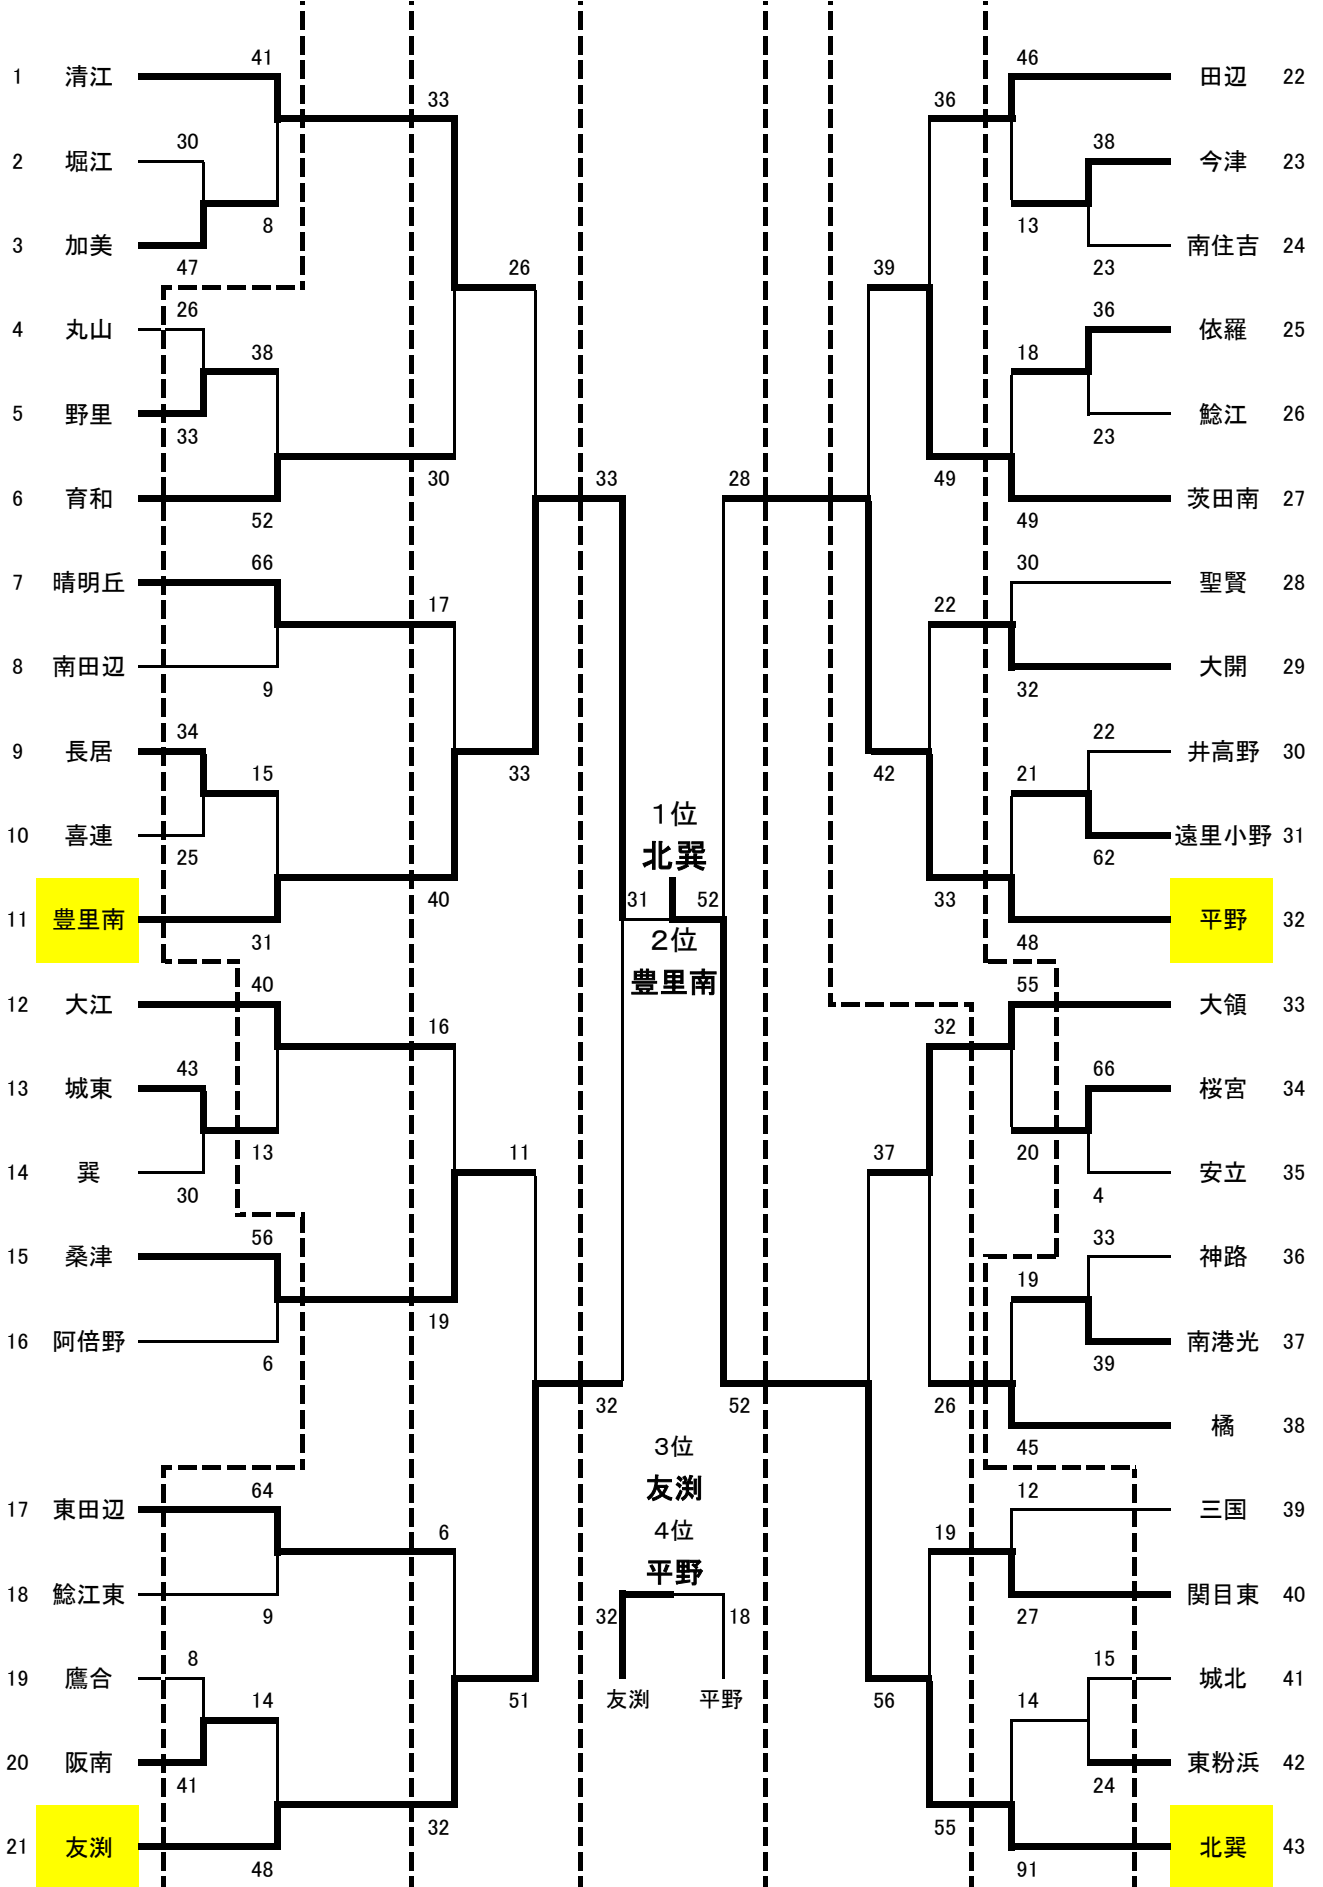 41
1 清江
33
30
2 堀江
8
3 加美
47
26
26
4 丸山
38
5 野里
33
30
33
6 育和
52
66
7 晴明丘
17
8 南田辺
9
34
9 長居
15
33
10 喜連
25
40
11 豊里南
31
40
12 大江
16
43
13 城東
13
11
14 巽
30
56
15 桑津
19
16 阿倍野
6
32
64
17 東田辺
6
18 鯰江東
9
8
19 鷹合
14
51
20 阪南
41
32
21 友渕
48
1位
北巽
31 52
2位
豊里南
3位
友渕
4位
平野
32 18
友渕 平野
46
田辺 22
36
38
今津 23
13
南住吉 24
23
39
36
依羅 25
18
鯰江 26
23
28
49
茨田南 27
49
30
聖賢 28
22
大開 29
32
22
井高野 30
42
21
遠里小野 31
62
33
平野 32
48
55
大領 33
32
66
桜宮 34
37
20
安立 35
4
33
神路 36
19
南港光 37
39
52
26
橘 38
45
12
三国 39
19
関目東 40
27
15
城北 41
56
14
東粉浜 42
24
55
北巽 43
91